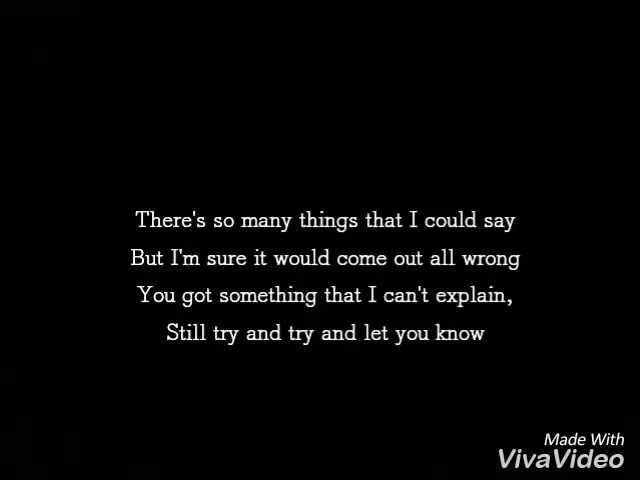 There's so many things that I could say
But I'm sure it would come out all wrong
You got something that I can't explain,
Still try and try and let you know
Made With
VivaVideo